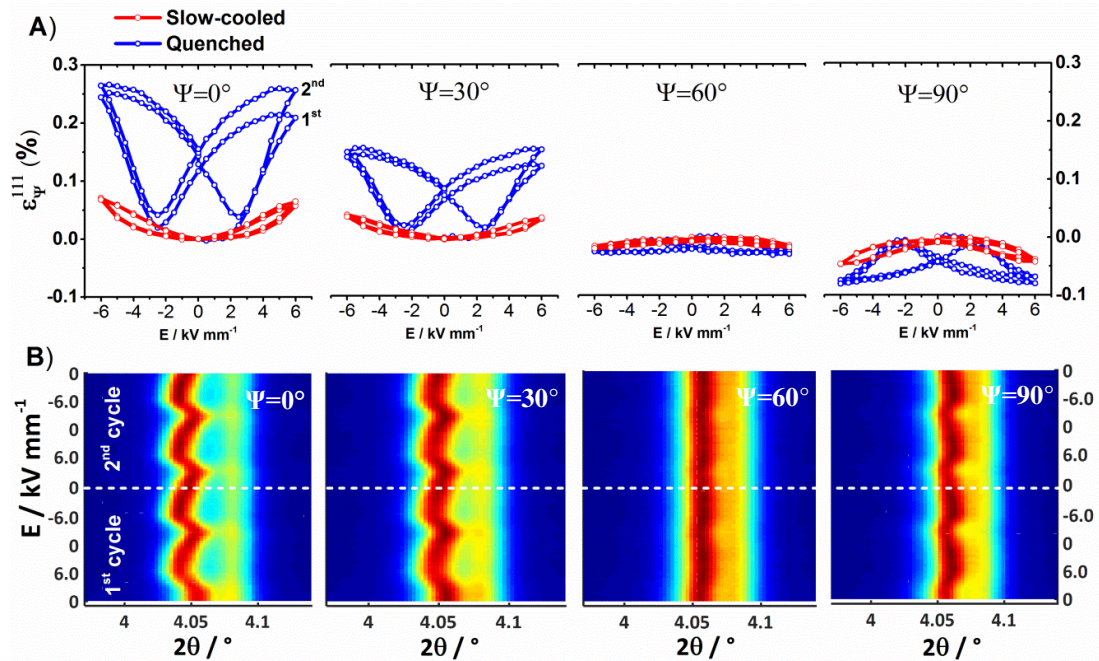 A)
Slow-cooled
Quenched
0.3
0.2
0.1
0.0
-0.1
ε_Ψ^111 (%)
Ψ=0°
2nd
1st
Ψ=30°
Ψ=60°
Ψ=90°
0.3
0.2
0.1
0.0
-0.1
-6 -4 -2 0 2 4 6
-6 -4 -2 0 2 4 6
-6 -4 -2 0 2 4 6
-6 -4 -2 0 2 4 6
E / kV mm⁻¹
E / kV mm⁻¹
E / kV mm⁻¹
E / kV mm⁻¹
B)
E / kV mm⁻¹
0
-6.0
0
6.0
0
-6.0
0
6.0
0
2nd cycle
1st cycle
Ψ=0°
Ψ=30°
Ψ=60°
Ψ=90°
0
-6.0
0
6.0
0
-6.0
0
6.0
0
4 4.05 4.1
4 4.05 4.1
4 4.05 4.1
4 4.05 4.1
2θ / °
2θ / °
2θ / °
2θ / °